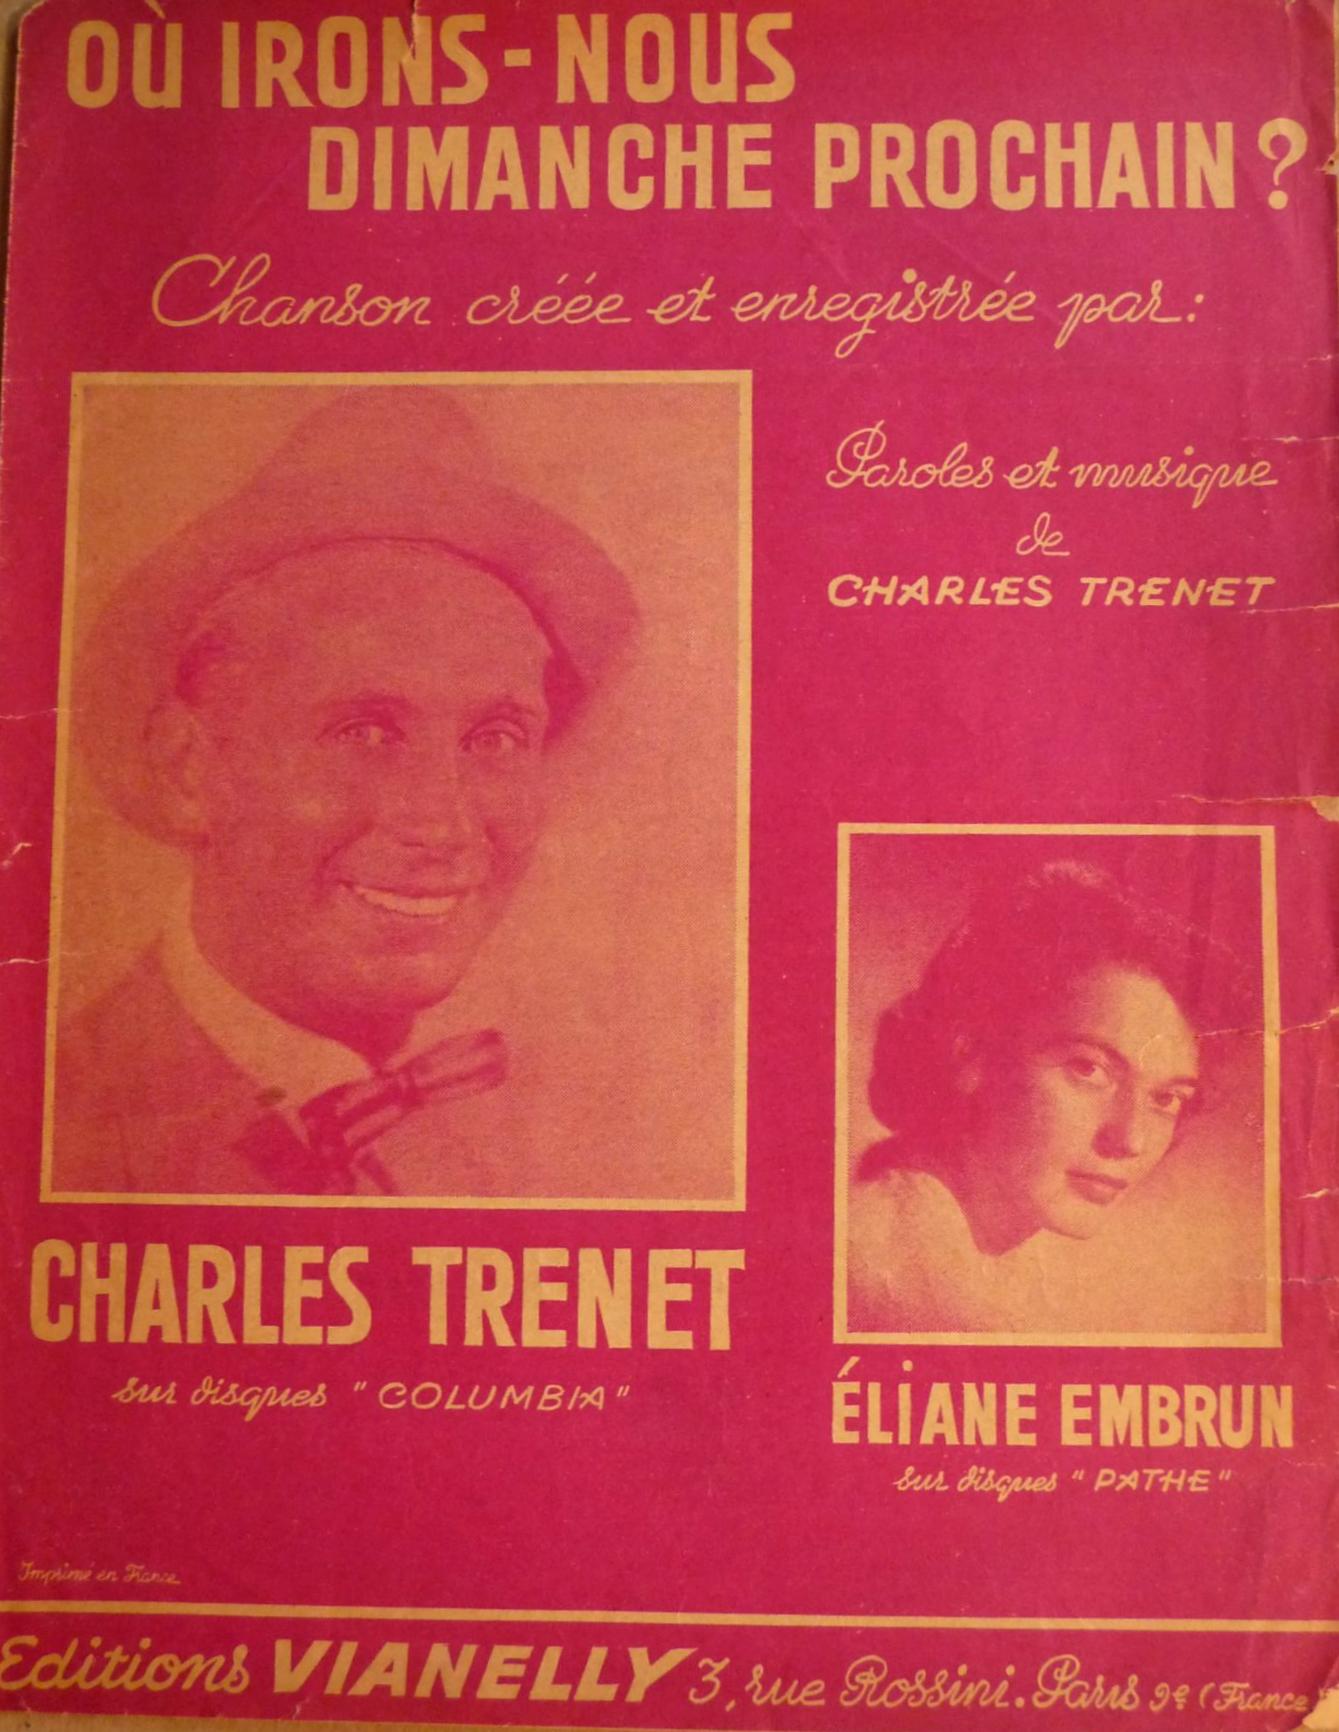 OÙ IRONS-NOUS
DIMANCHE PROCHAIN ?
Chanson créée et enregistrée par :
Paroles et musique
de
CHARLES TRENET
CHARLES TRENET
sur disques " COLUMBIA "
ÉLIANE EMBRUN
sur disques " PATHE "
Imprimé en France
Editions VIANELLY 3, rue Rossini. Paris 9e (France